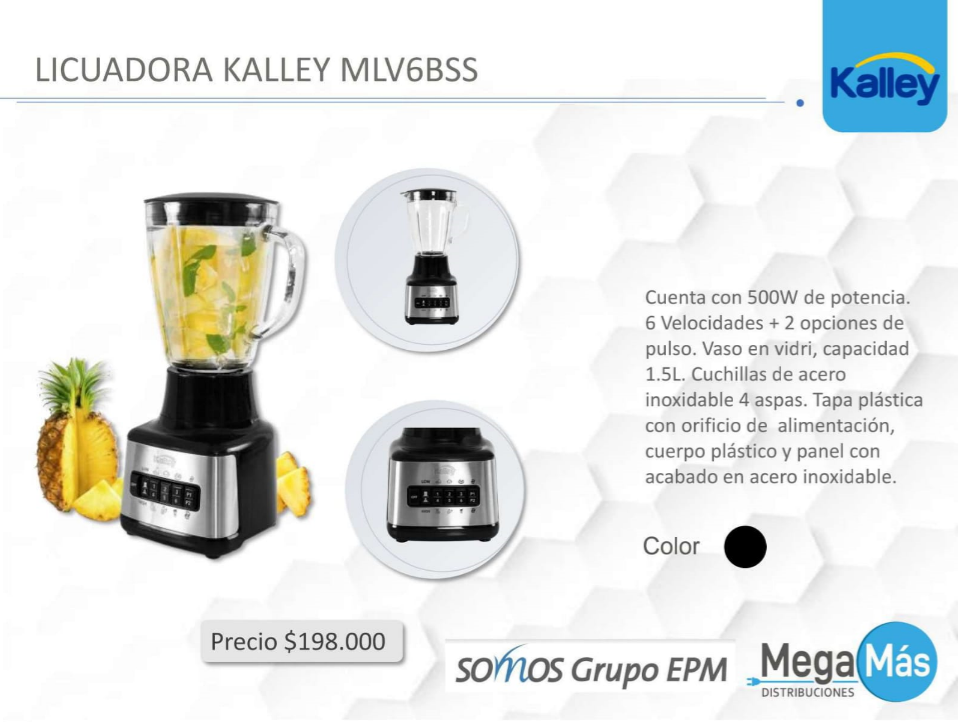 LICUADORA KALLEY MLV6BSS
Kalley
Cuenta con 500W de potencia.
6 Velocidades + 2 opciones de
pulso. Vaso en vidri, capacidad
1.5L. Cuchillas de acero
inoxidable 4 aspas. Tapa plástica
con orificio de alimentación,
cuerpo plástico y panel con
acabado en acero inoxidable.
Color
Precio $198.000
SOMOS Grupo EPM
MegaMás
DISTRIBUCIONES